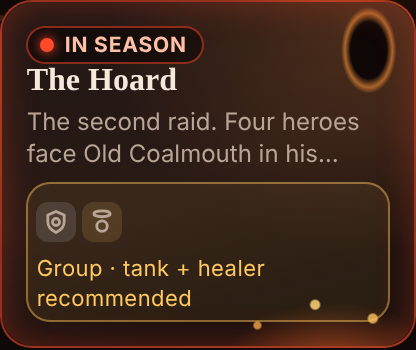 IN SEASON
The Hoard
The second raid. Four heroes
face Old Coalmouth in his...
Group · tank + healer
recommended